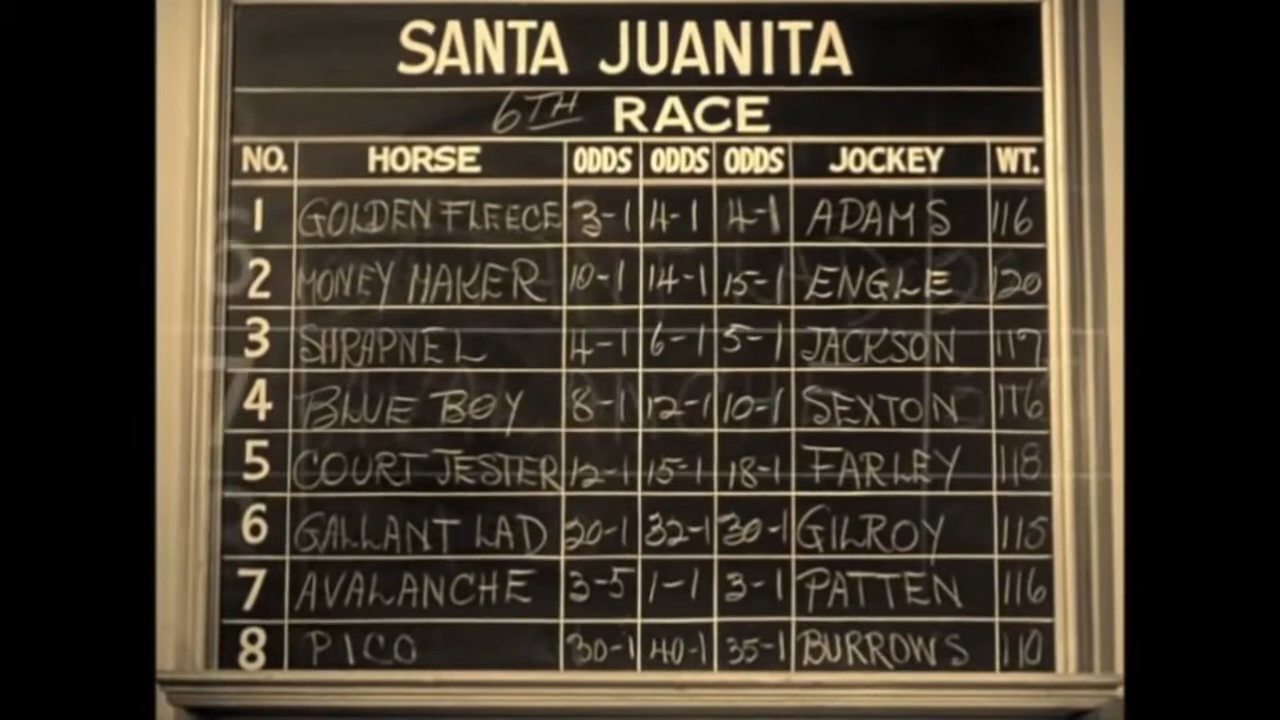 SANTA JUANITA
6TH RACE
NO. HORSE ODDS ODDS ODDS JOCKEY WT.
1 GOLDEN FLEECE 3-1 4-1 4-1 ADAMS 116
2 MONEY MAKER 10-1 14-1 15-1 ENGLE 120
3 SHRAPNEL 4-1 6-1 5-1 JACKSON 117
4 BLUE BOY 8-1 12-1 10-1 SEXTON 116
5 COURT JESTER 12-1 15-1 18-1 FARLEY 118
6 GALLANT LAD 20-1 32-1 30-1 GILROY 115
7 AVALANCHE 3-5 1-1 3-1 PATTEN 116
8 PICO 30-1 40-1 35-1 BURROWS 110